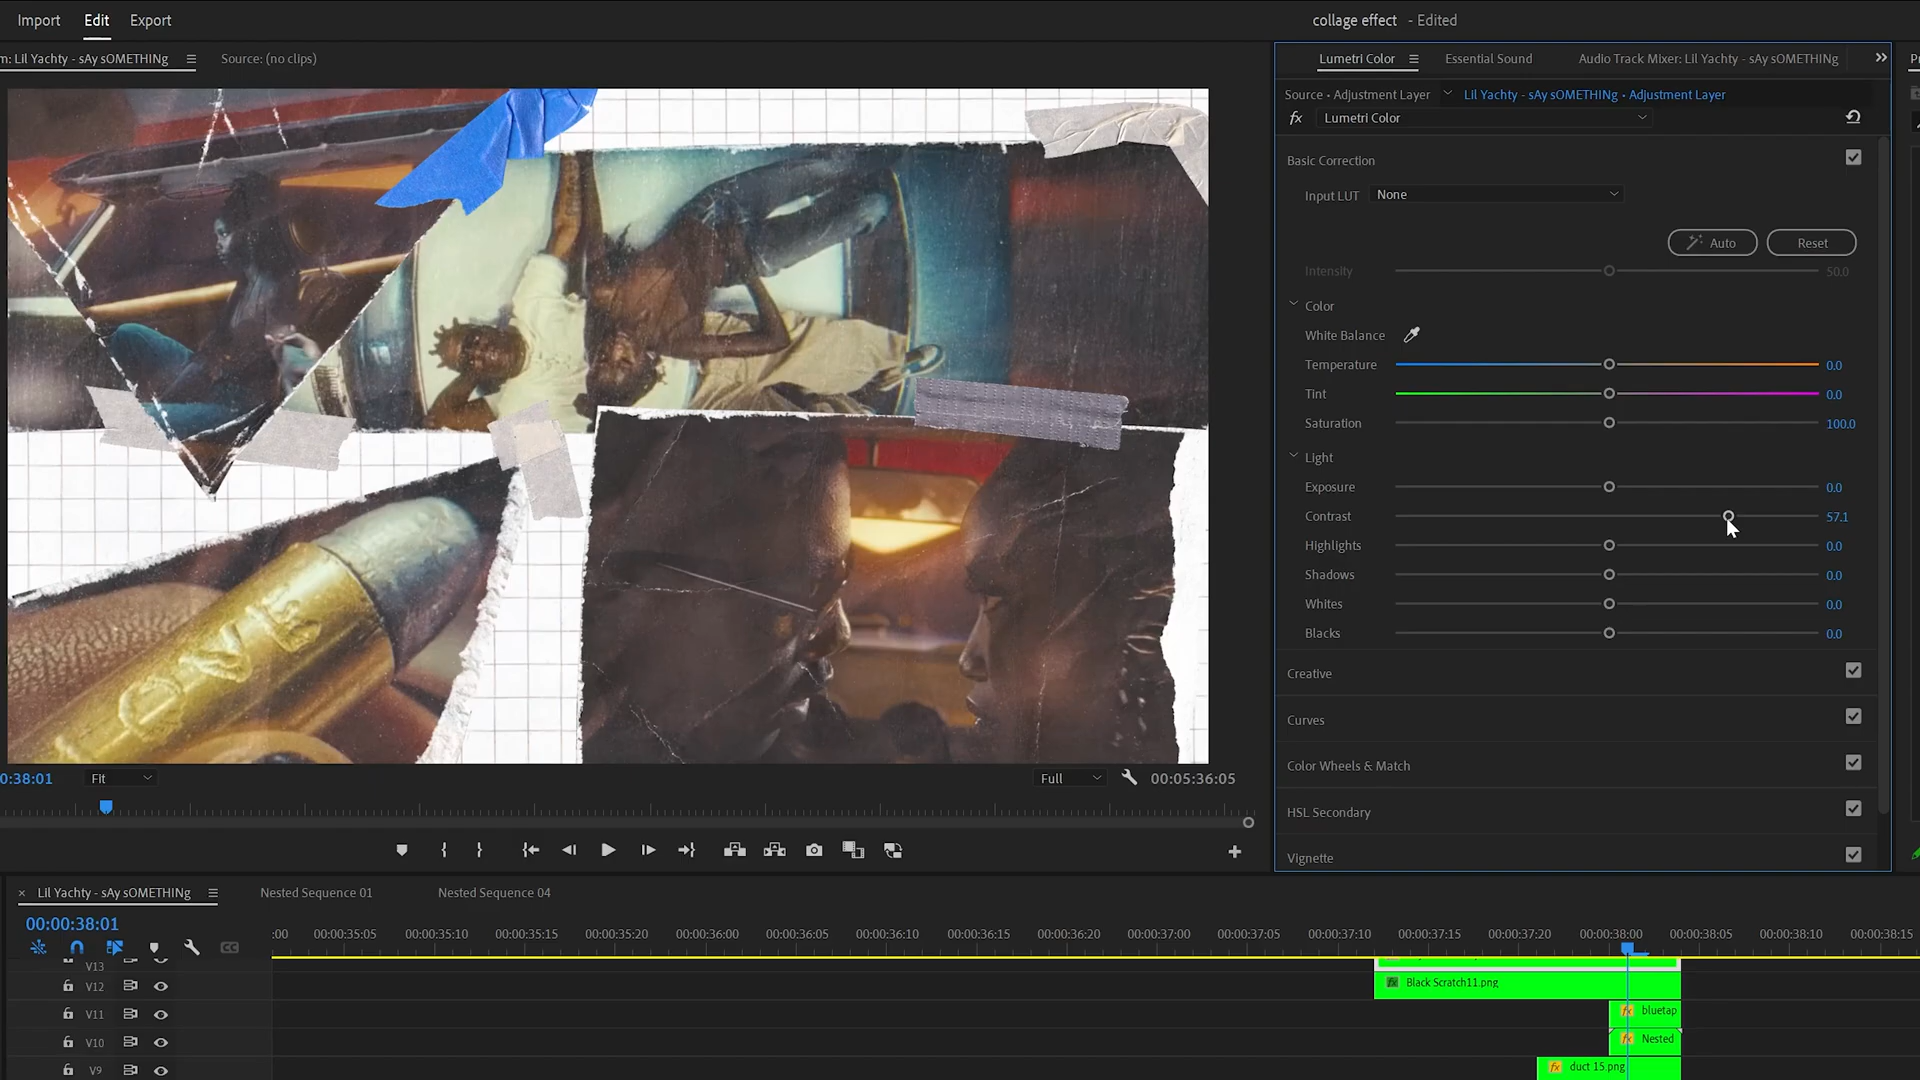 Import Edit Export
collage effect - Edited
m: Lil Yachty - sAy sOMETHINg
Source: (no clips)
Lumetri Color
Essential Sound
Audio Track Mixer: Lil Yachty - sAy sOMETHINg
Source • Adjustment Layer
Lil Yachty - sAy sOMETHINg • Adjustment Layer
fx Lumetri Color
Basic Correction
Input LUT None
Auto Reset
Intensity 50.0
Color
White Balance
Temperature 0.0
Tint 0.0
Saturation 100.0
Light
Exposure 0.0
Contrast 57.1
Highlights 0.0
Shadows 0.0
Whites 0.0
Blacks 0.0
Creative
Curves
Color Wheels & Match
HSL Secondary
Vignette
LOVE
0:38:01
Fit
Full
00:05:36:05
Lil Yachty - sAy sOMETHINg
Nested Sequence 01
Nested Sequence 04
00:00:38:01
CC
:00 00:00:35:05 00:00:35:10 00:00:35:15 00:00:35:20 00:00:36:00 00:00:36:05 00:00:36:10 00:00:36:15 00:00:36:20 00:00:37:00 00:00:37:05 00:00:37:10 00:00:37:15 00:00:37:20 00:00:38:00 00:00:38:05 00:00:38:10 00:00:38:15
V13
V12 fx Black Scratch11.png
V11 fx bluetap
V10 fx Nested
V9 fx duct 15.png